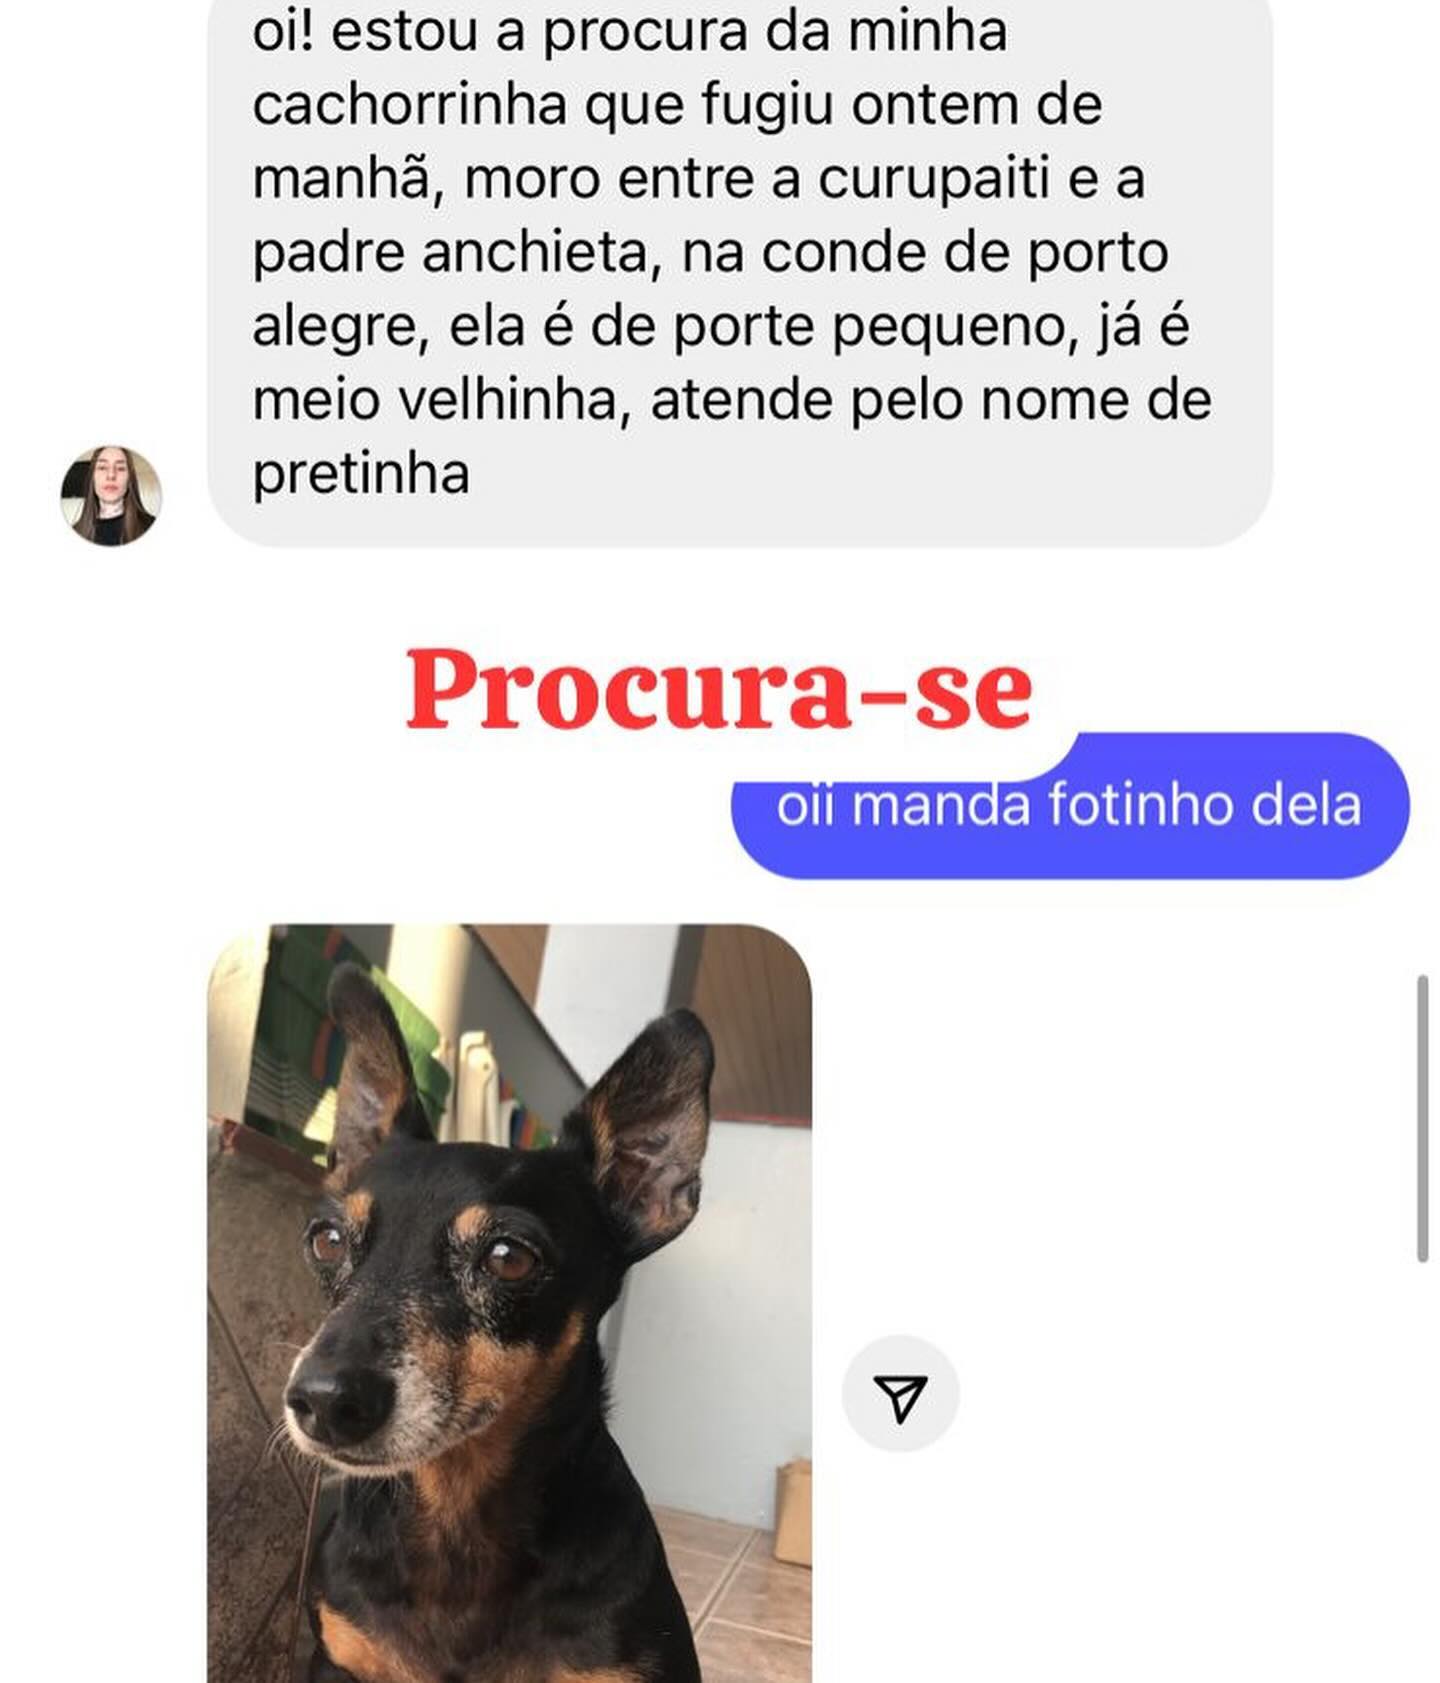 oi! estou a procura da minha
cachorrinha que fugiu ontem de
manhã, moro entre a curupaiti e a
padre anchieta, na conde de porto
alegre, ela é de porte pequeno, já é
meio velhinha, atende pelo nome de
pretinha
Procura-se
oii manda fotinho dela